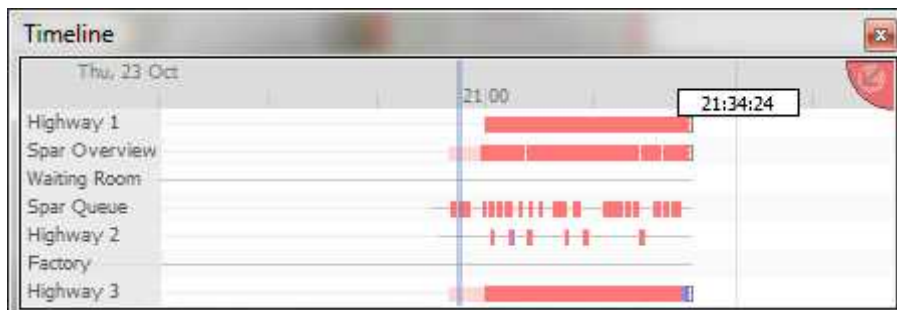 Timeline
Thu, 23 Oct
21:00
21:34:24
Highway 1
Spar Overview
Waiting Room
Spar Queue
Highway 2
Factory
Highway 3